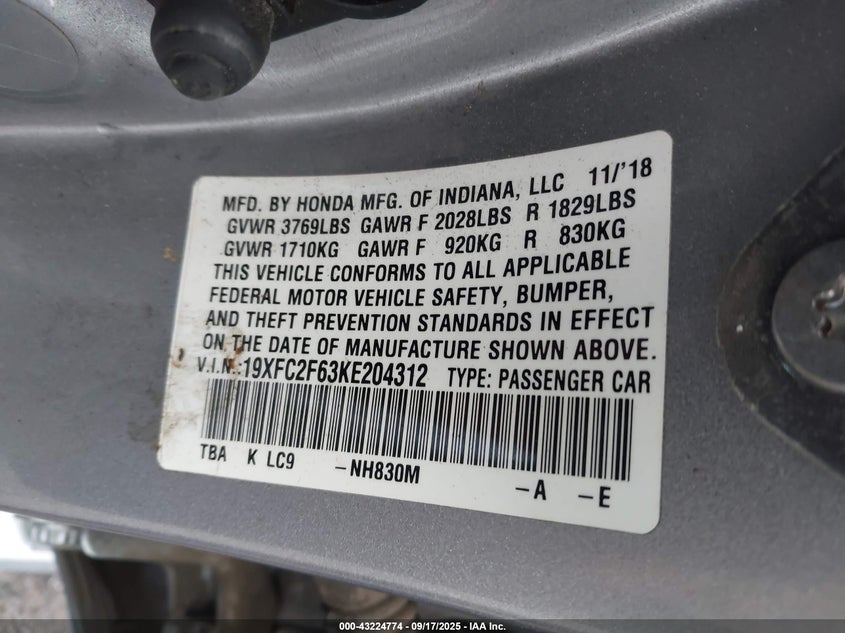 MFD. BY HONDA MFG. OF INDIANA, LLC 11/'18
GVWR 3769LBS GAWR F 2028LBS R 1829LBS
GVWR 1710KG GAWR F 920KG R 830KG
THIS VEHICLE CONFORMS TO ALL APPLICABLE
FEDERAL MOTOR VEHICLE SAFETY, BUMPER,
AND THEFT PREVENTION STANDARDS IN EFFECT
ON THE DATE OF MANUFACTURE SHOWN ABOVE.
V.I.N.:19XFC2F63KE204312 TYPE: PASSENGER CAR
TBA K LC9 -NH830M -A -E
000-43224774 - 09/17/2025 - IAA Inc.